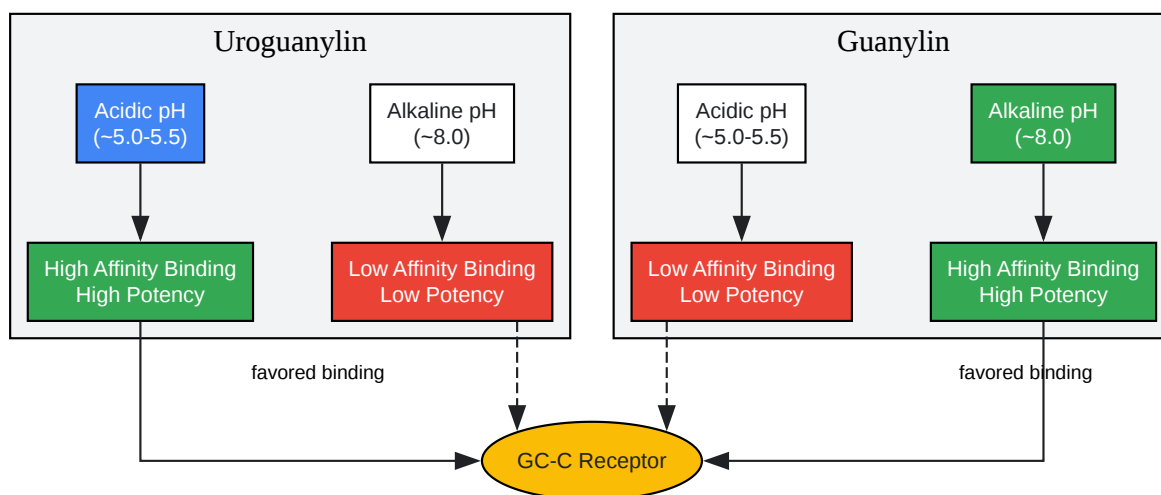 Uroguanylin
Guanylin
Acidic pH
(~5.0-5.5)
Alkaline pH
(~8.0)
Acidic pH
(~5.0-5.5)
Alkaline pH
(~8.0)
High Affinity Binding
High Potency
Low Affinity Binding
Low Potency
Low Affinity Binding
Low Potency
High Affinity Binding
High Potency
favored binding
favored binding
GC-C Receptor